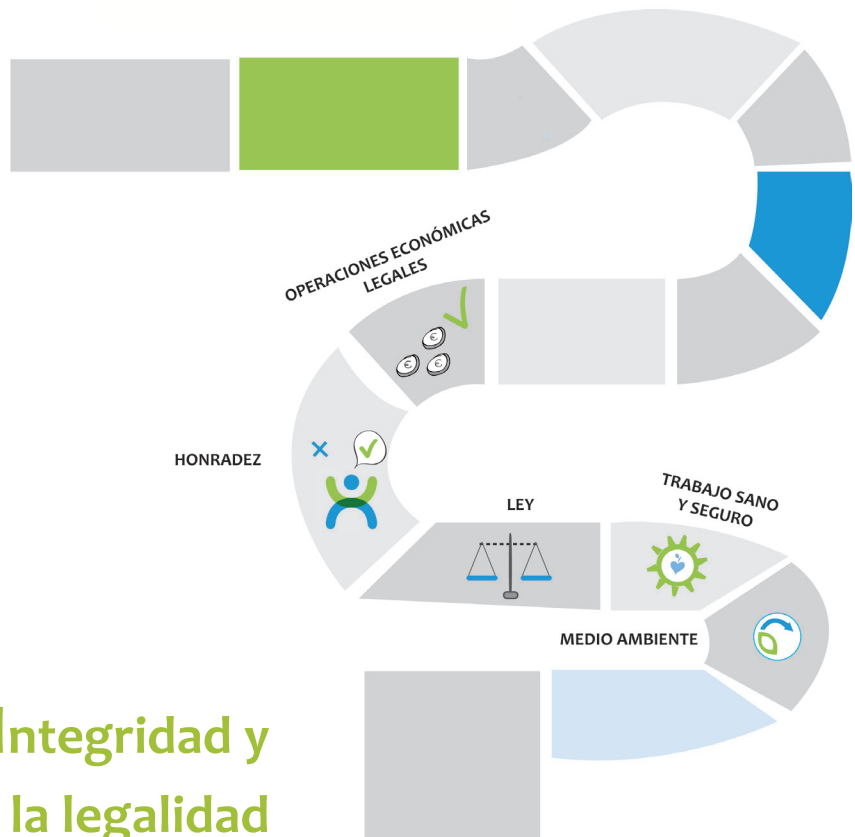 OPERACIONES ECONÓMICAS
LEGALES
HONRADEZ
LEY
TRABAJO SANO
Y SEGURO
MEDIO AMBIENTE
Integridad y
la legalidad